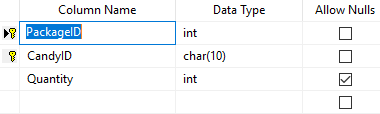 Column Name Data Type Allow Nulls
PackageID int
CandyID char(10)
Quantity int